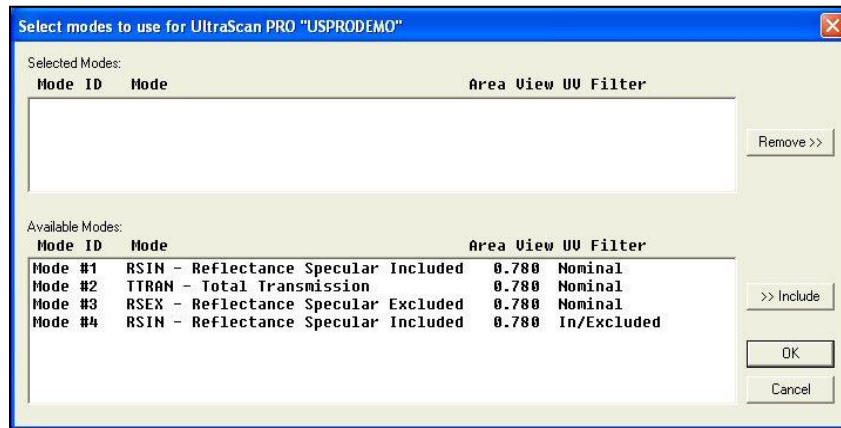 Select modes to use for UltraScan PRO "USPRODEMO"
Selected Modes:
Mode ID Mode Area View UV Filter
Remove >>
Available Modes:
Mode ID Mode Area View UV Filter
Mode #1 RSIN - Reflectance Specular Included 0.780 Nominal
Mode #2 TTRAN - Total Transmission 0.780 Nominal
Mode #3 RSEX - Reflectance Specular Excluded 0.780 Nominal
Mode #4 RSIN - Reflectance Specular Included 0.780 In/Excluded
>> Include
OK
Cancel